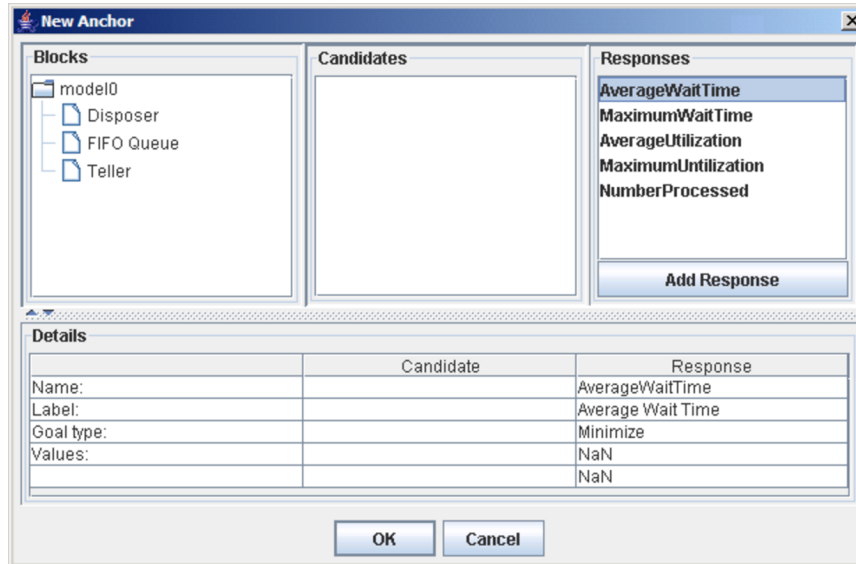 New Anchor
Blocks
model0
Disposer
FIFO Queue
Teller
Candidates
Responses
AverageWaitTime
MaximumWaitTime
AverageUtilization
MaximumUntilization
NumberProcessed
Add Response
Details
Candidate Response
Name: AverageWaitTime
Label: Average Wait Time
Goal type: Minimize
Values: NaN
NaN
OK Cancel